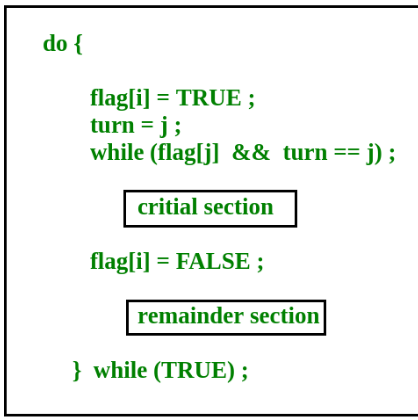 do {
flag[i] = TRUE ;
turn = j ;
while (flag[j] && turn == j) ;
critial section
flag[i] = FALSE ;
remainder section
} while (TRUE) ;